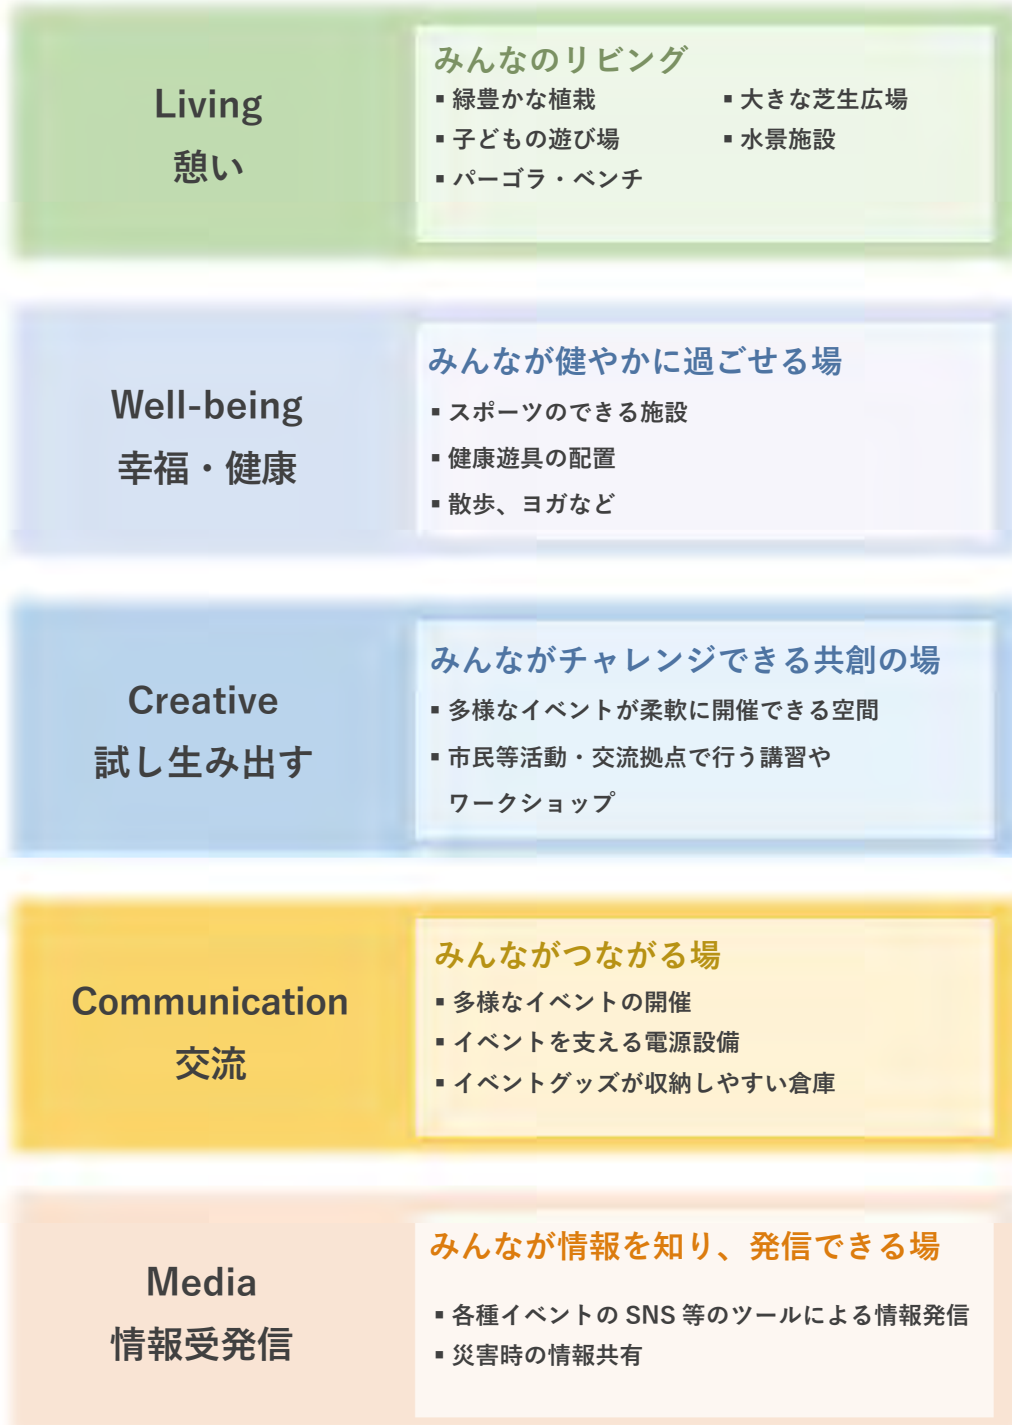 Living
憩い
みんなのリビング
▪ 緑豊かな植栽
▪ 大きな芝生広場
▪ 子どもの遊び場
▪ 水景施設
▪ パーゴラ・ベンチ
Well-being
幸福・健康
みんなが健やかに過ごせる場
▪ スポーツのできる施設
▪ 健康遊具の配置
▪ 散歩、ヨガなど
Creative
試し生み出す
みんながチャレンジできる共創の場
▪ 多様なイベントが柔軟に開催できる空間
▪ 市民等活動・交流拠点で行う講習や
ワークショップ
Communication
交流
みんながつながる場
▪ 多様なイベントの開催
▪ イベントを支える電源設備
▪ イベントグッズが収納しやすい倉庫
Media
情報受発信
みんなが情報を知り、発信できる場
▪ 各種イベントの SNS 等のツールによる情報発信
▪ 災害時の情報共有